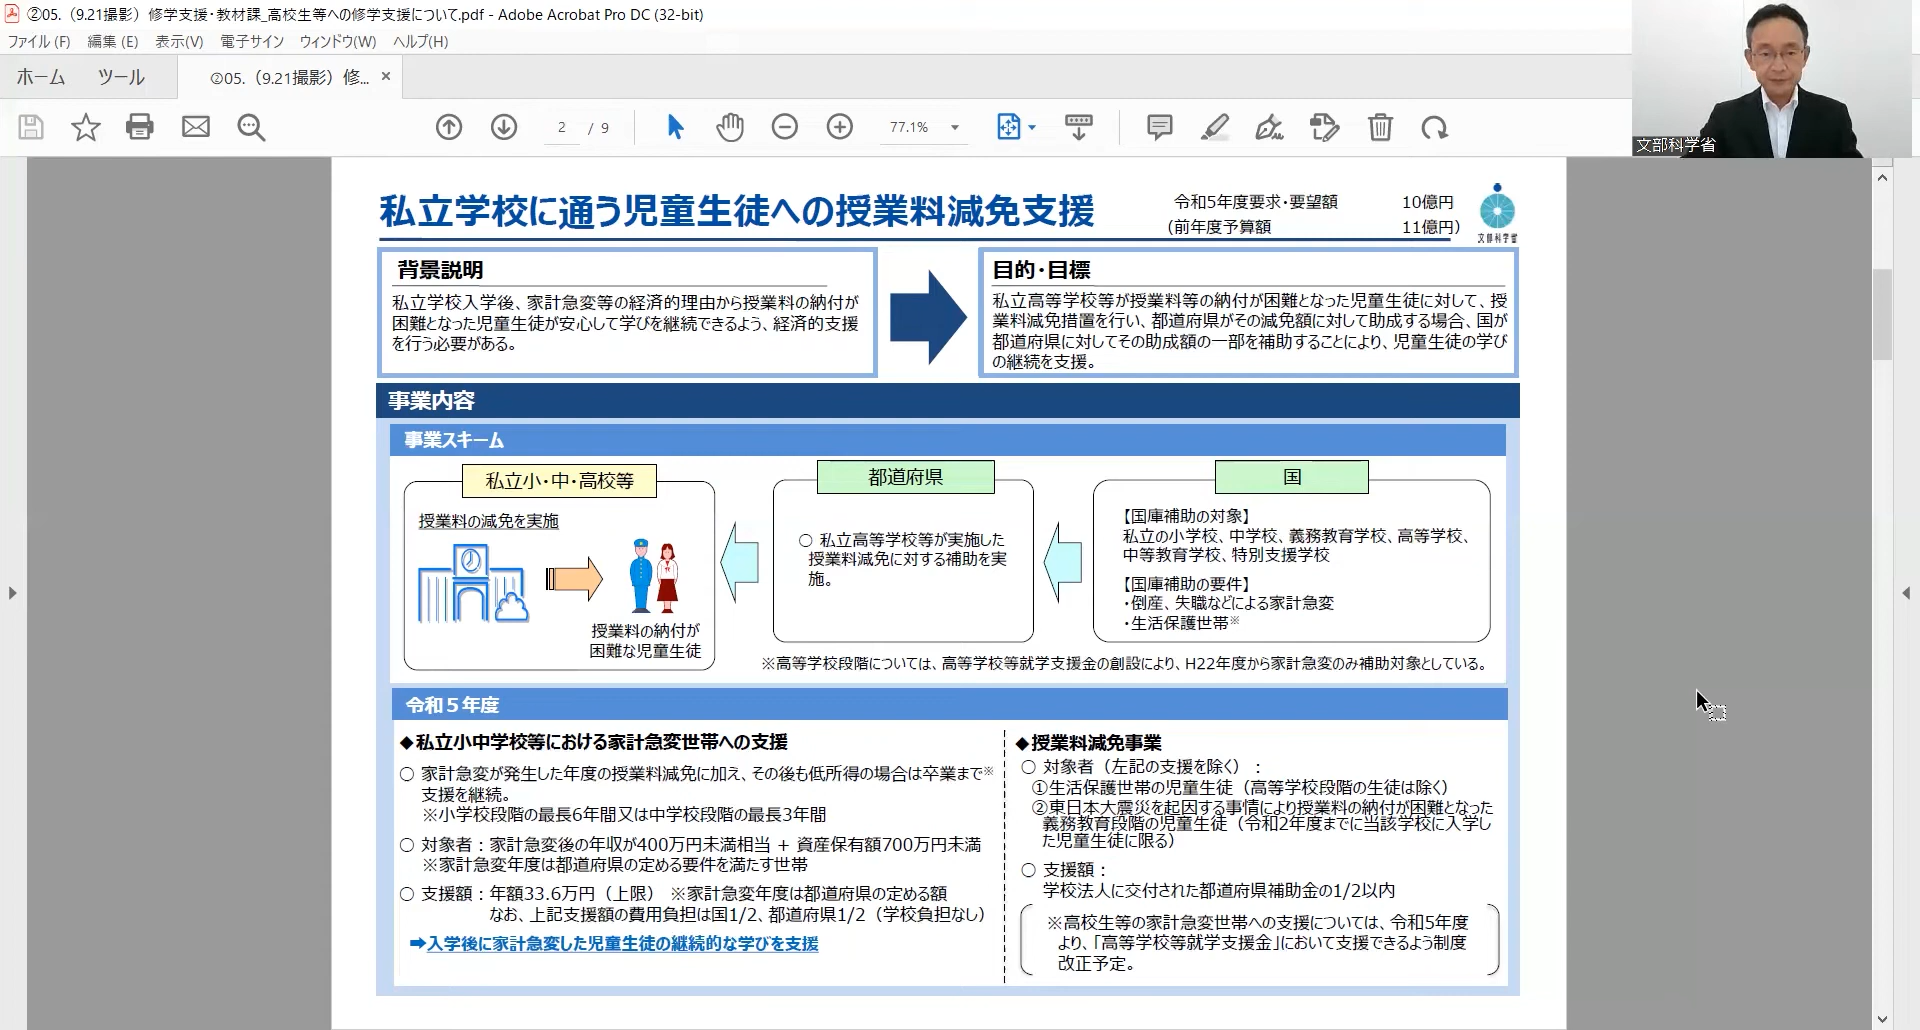 ②05.（9.21撮影）修学支援・教材課_高校生等への修学支援について.pdf - Adobe Acrobat Pro DC (32-bit)
ファイル(F) 編集(E) 表示(V) 電子サイン ウィンドウ(W) ヘルプ(H)
ホーム ツール ②05.（9.21撮影）修... ×
2 / 9 77.1%
文部科学省
私立学校に通う児童生徒への授業料減免支援
令和5年度要求・要望額 10億円
(前年度予算額 11億円)
文部科学省
背景説明
私立学校入学後、家計急変等の経済的理由から授業料の納付が
困難となった児童生徒が安心して学びを継続できるよう、経済的支援
を行う必要がある。
目的・目標
私立高等学校等が授業料等の納付が困難となった児童生徒に対して、授
業料減免措置を行い、都道府県がその減免額に対して助成する場合、国が
都道府県に対してその助成額の一部を補助することにより、児童生徒の学び
の継続を支援。
事業内容
事業スキーム
私立小・中・高校等
授業料の減免を実施
授業料の納付が
困難な児童生徒
都道府県
○ 私立高等学校等が実施した
授業料減免に対する補助を実
施。
国
【国庫補助の対象】
私立の小学校、中学校、義務教育学校、高等学校、
中等教育学校、特別支援学校
【国庫補助の要件】
・倒産、失職などによる家計急変
・生活保護世帯※
※高等学校段階については、高等学校等就学支援金の創設により、H22年度から家計急変のみ補助対象としている。
令和５年度
◆私立小中学校等における家計急変世帯への支援
○ 家計急変が発生した年度の授業料減免に加え、その後も低所得の場合は卒業まで※
支援を継続。
※小学校段階の最長6年間又は中学校段階の最長3年間
○ 対象者：家計急変後の年収が400万円未満相当 + 資産保有額700万円未満
※家計急変年度は都道府県の定める要件を満たす世帯
○ 支援額：年額33.6万円（上限） ※家計急変年度は都道府県の定める額
なお、上記支援額の費用負担は国1/2、都道府県1/2（学校負担なし）
➡入学後に家計急変した児童生徒の継続的な学びを支援
◆授業料減免事業
○ 対象者（左記の支援を除く）：
①生活保護世帯の児童生徒（高等学校段階の生徒は除く）
②東日本大震災を起因する事情により授業料の納付が困難となった
義務教育段階の児童生徒（令和2年度までに当該学校に入学し
た児童生徒に限る）
○ 支援額：
学校法人に交付された都道府県補助金の1/2以内
※高校生等の家計急変世帯への支援については、令和5年度
より、「高等学校等就学支援金」において支援できるよう制度
改正予定。